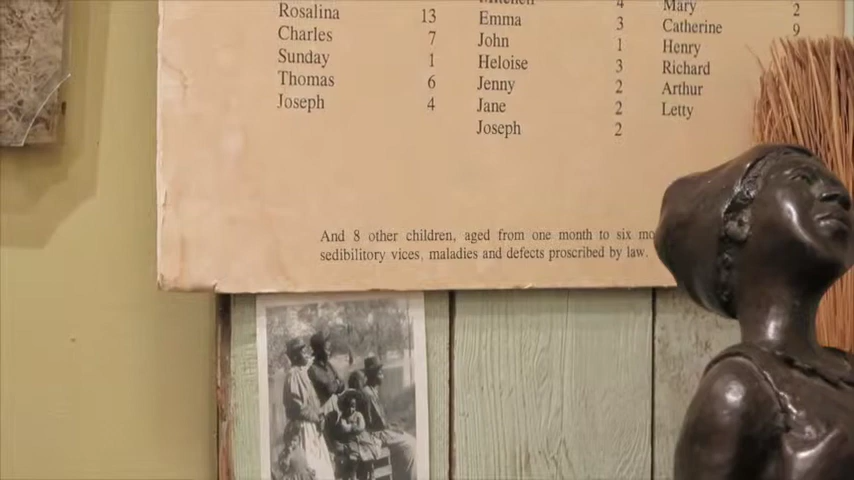 Rosalina 13
Charles 7
Sunday 1
Thomas 6
Joseph 4
Mitchell 4
Emma 3
John 1
Heloise 3
Jenny 2
Jane 2
Joseph 2
Mary 2
Catherine 9
Henry
Richard
Arthur
Letty
And 8 other children, aged from one month to six
sedibilitory vices, maladies and defects proscribed by law.